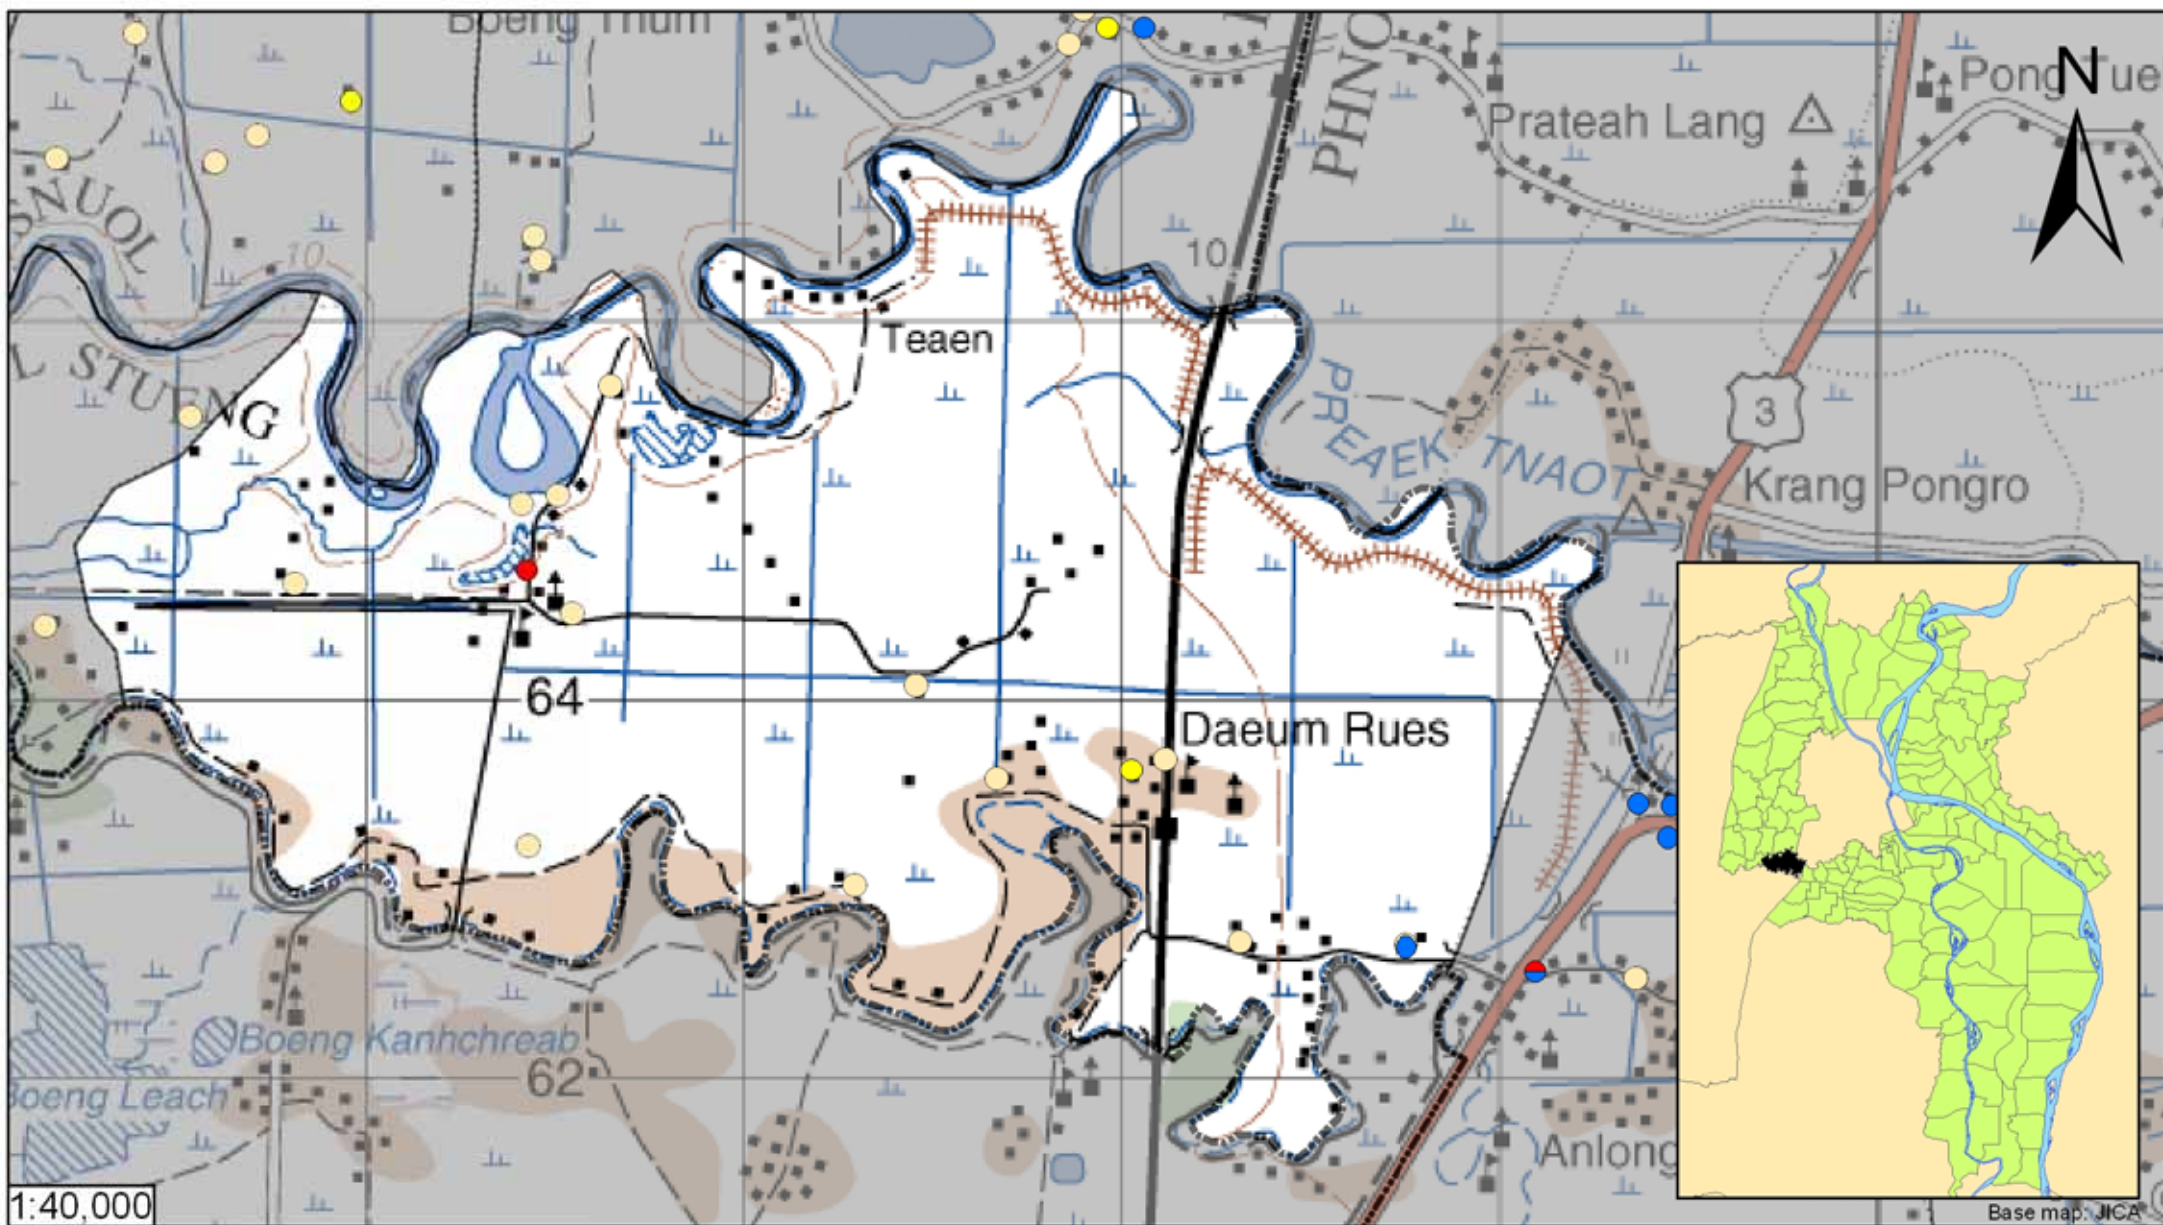 Boeng Thum
PHNO
N
Pong Tue
Prateah Lang
SNUOL
10
10
Teaen
L STUENG
3
PREAEK TNAOT
Krang Pongro
64
Daeum Rues
Boeng Kanhchreab
62
Boeng Leach
Anlong
1:40,000
Base map: JICA